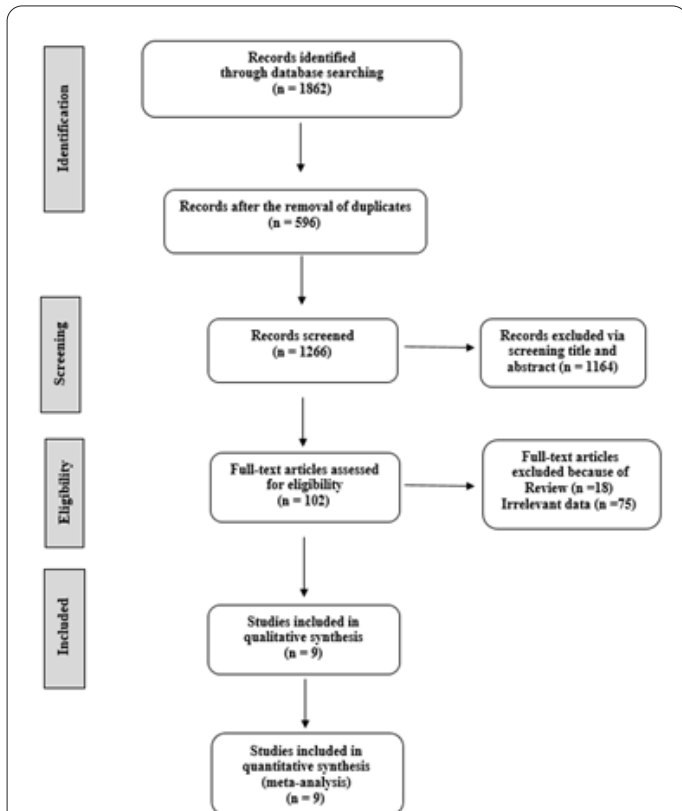 Identification
Records identified
through database searching
(n = 1862)
Records after the removal of duplicates
(n = 596)
Screening
Records screened
(n = 1266)
Records excluded via
screening title and
abstract (n = 1164)
Eligibility
Full-text articles assessed
for eligibility
(n = 102)
Full-text articles
excluded because of
Review (n =18)
Irrelevant data (n =75)
Included
Studies included in
qualitative synthesis
(n = 9)
Studies included in
quantitative synthesis
(meta-analysis)
(n = 9)